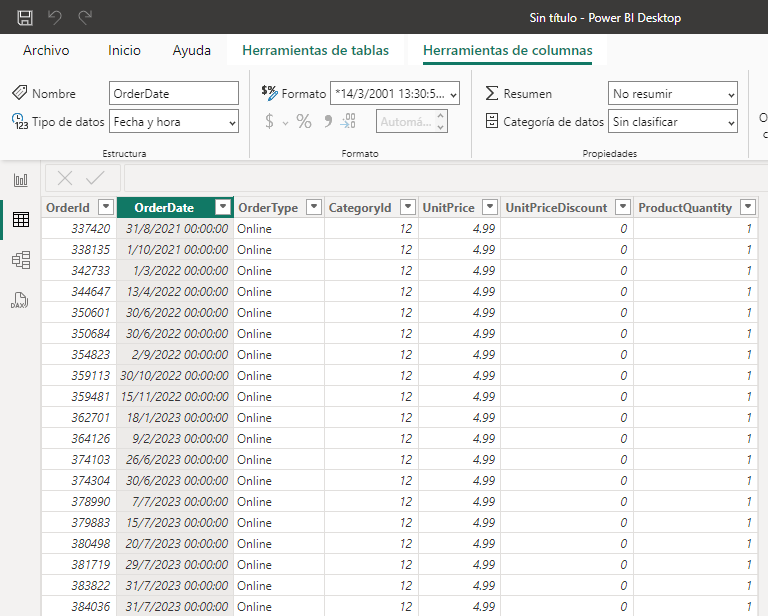 Sin título - Power BI Desktop
Archivo Inicio Ayuda Herramientas de tablas Herramientas de columnas
Nombre OrderDate $% Formato *14/3/2001 13:30:5... Σ Resumen No resumir
123 Tipo de datos Fecha y hora $ % 9 .00 Automá... Categoría de datos Sin clasificar
Estructura Formato Propiedades
OrderId OrderDate OrderType CategoryId UnitPrice UnitPriceDiscount ProductQuantity
337420 31/8/2021 00:00:00 Online 12 4.99 0 1
338135 1/10/2021 00:00:00 Online 12 4.99 0 1
342733 1/3/2022 00:00:00 Online 12 4.99 0 1
344647 13/4/2022 00:00:00 Online 12 4.99 0 1
350601 30/6/2022 00:00:00 Online 12 4.99 0 1
350684 30/6/2022 00:00:00 Online 12 4.99 0 1
354823 2/9/2022 00:00:00 Online 12 4.99 0 1
359113 30/10/2022 00:00:00 Online 12 4.99 0 1
359481 15/11/2022 00:00:00 Online 12 4.99 0 1
362701 18/1/2023 00:00:00 Online 12 4.99 0 1
364126 9/2/2023 00:00:00 Online 12 4.99 0 1
374103 26/6/2023 00:00:00 Online 12 4.99 0 1
374304 30/6/2023 00:00:00 Online 12 4.99 0 1
378990 7/7/2023 00:00:00 Online 12 4.99 0 1
379883 15/7/2023 00:00:00 Online 12 4.99 0 1
380498 20/7/2023 00:00:00 Online 12 4.99 0 1
381719 29/7/2023 00:00:00 Online 12 4.99 0 1
383822 31/7/2023 00:00:00 Online 12 4.99 0 1
384036 31/7/2023 00:00:00 Online 12 4.99 0 1
DAX